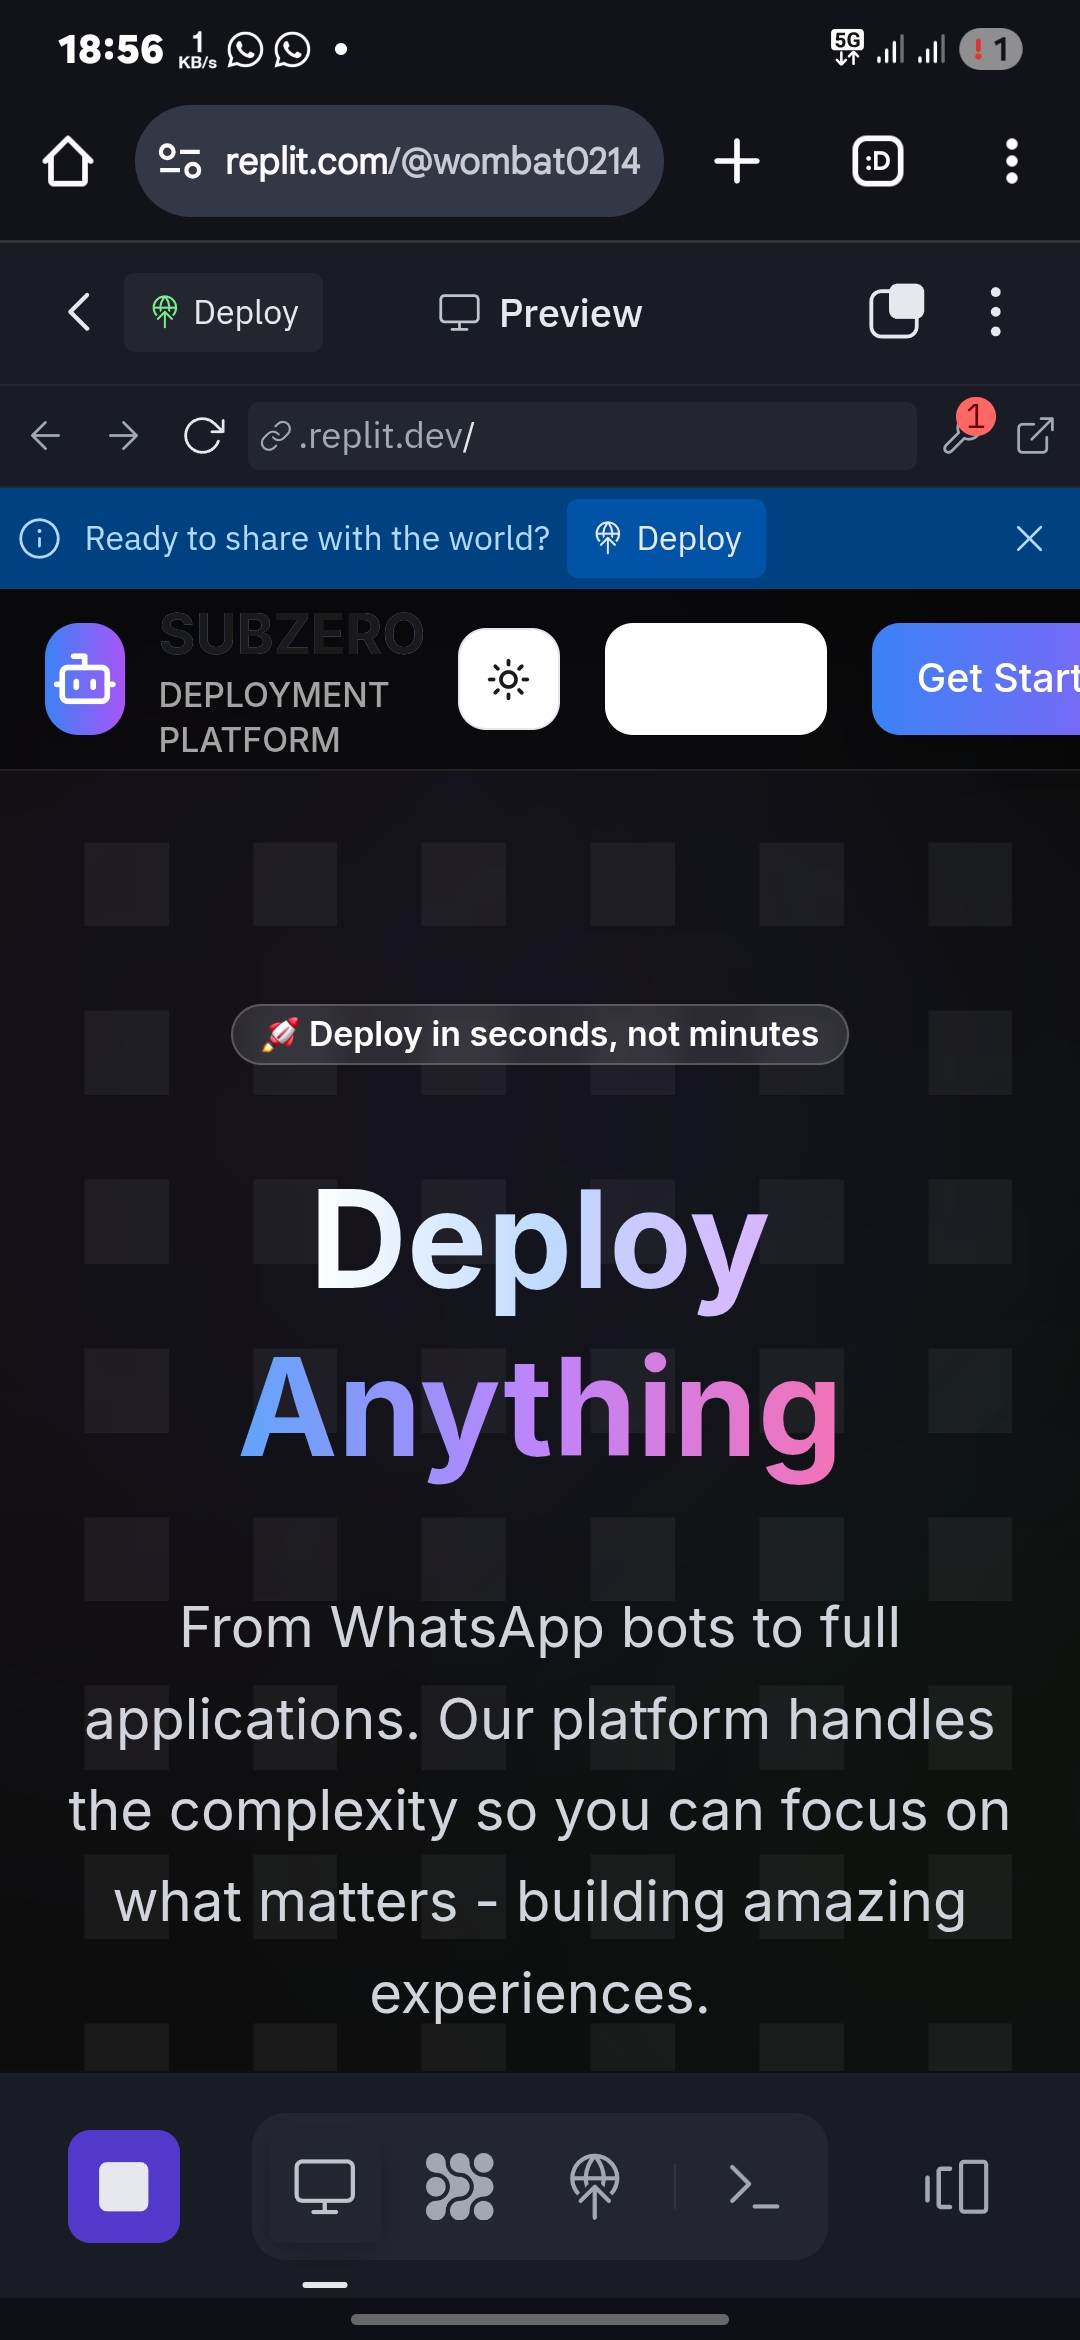 18:56
1
KB/s
5G
! 1
replit.com/@wombat0214
:D
Deploy
Preview
.replit.dev/
1
Ready to share with the world?
Deploy
SUBZERO
DEPLOYMENT
PLATFORM
Get Start
🚀 Deploy in seconds, not minutes
Deploy
Anything
From WhatsApp bots to full
applications. Our platform handles
the complexity so you can focus on
what matters - building amazing
experiences.